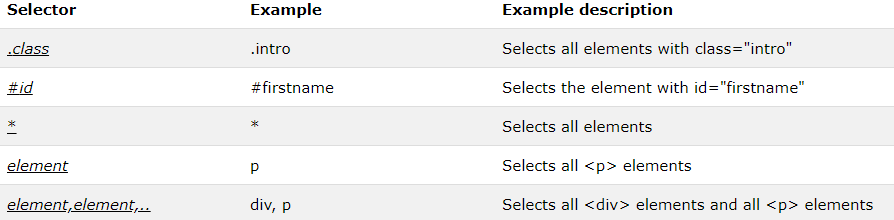 Selector Example Example description
.class .intro Selects all elements with class="intro"
#id #firstname Selects the element with id="firstname"
* * Selects all elements
element p Selects all <p> elements
element,element,.. div, p Selects all <div> elements and all <p> elements